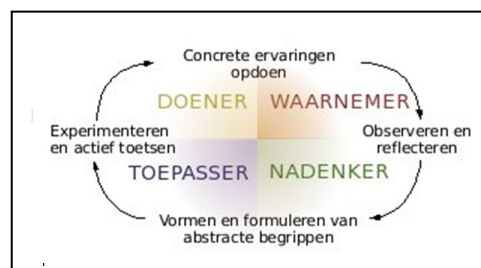 Concrete ervaringen
opdoen
DOENER WAARNEMER
Experimenteren
en actief toetsen
Observeren en
reflecteren
TOEPASSER NADENKER
Vormen en formuleren van
abstracte begrippen